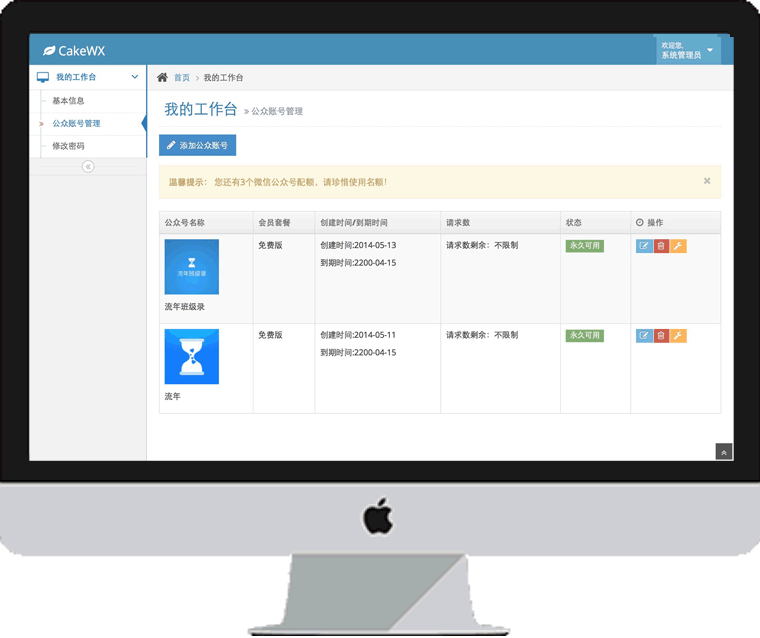 CakeWX
欢迎您,
系统管理员
我的工作台
基本信息
公众账号管理
修改密码
首页 > 我的工作台
我的工作台 » 公众账号管理
添加公众账号
温馨提示： 您还有3个微信公众号配额，请珍惜使用名额！
公众号名称 会员套餐 创建时间/到期时间 请求数 状态 操作
流年班级录
流年班级录
免费版
创建时间:2014-05-13
到期时间:2200-04-15
请求数剩余：不限制
永久可用
流年
免费版
创建时间:2014-05-11
到期时间:2200-04-15
请求数剩余：不限制
永久可用